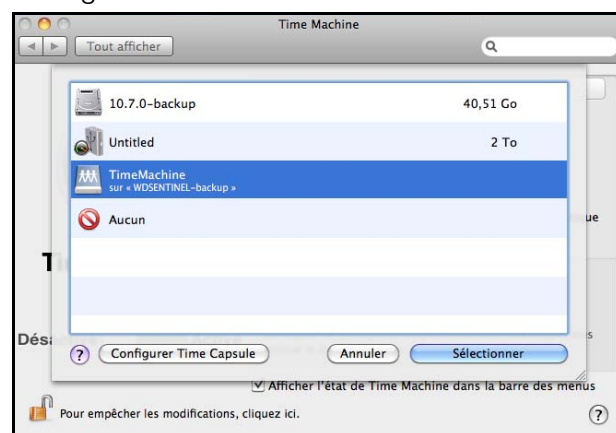 Time Machine
Tout afficher
10.7.0-backup 40,51 Go
Untitled 2 To
TimeMachine
sur « WDSENTINEL-backup »
Aucun
ue
T
Dés
s
? Configurer Time Capsule Annuler Sélectionner
Afficher l'état de Time Machine dans la barre des menus
Pour empêcher les modifications, cliquez ici. ?